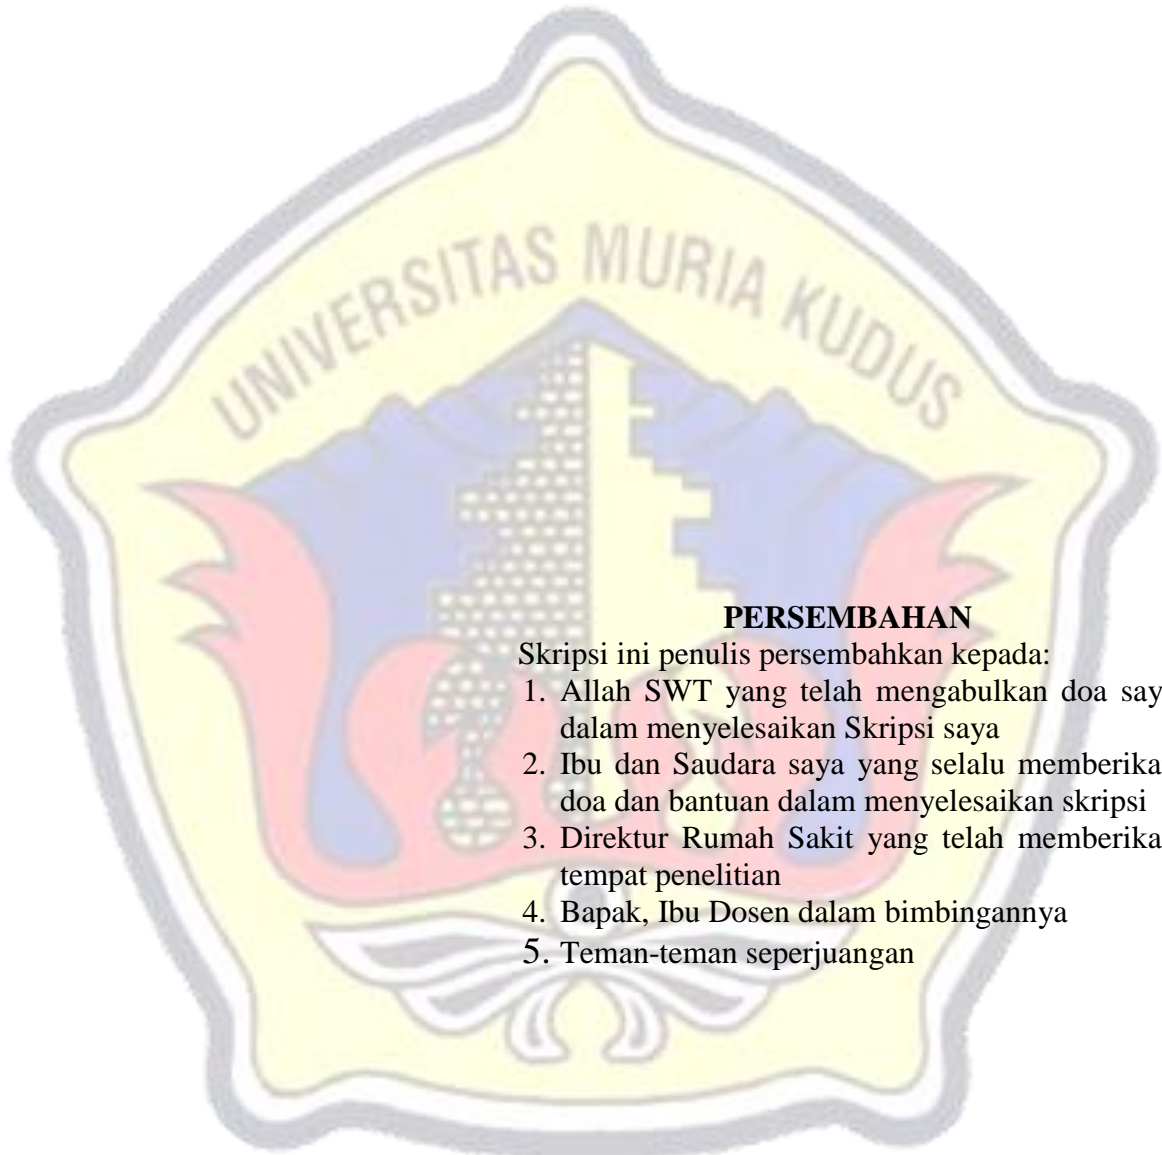 UNIVERSITAS MURIA KUDUS
PERSEMBAHAN
Skripsi ini penulis persembahkan kepada:
1. Allah SWT yang telah mengabulkan doa say
dalam menyelesaikan Skripsi saya
2. Ibu dan Saudara saya yang selalu memberika
doa dan bantuan dalam menyelesaikan skripsi
3. Direktur Rumah Sakit yang telah memberika
tempat penelitian
4. Bapak, Ibu Dosen dalam bimbingannya
5. Teman-teman seperjuangan